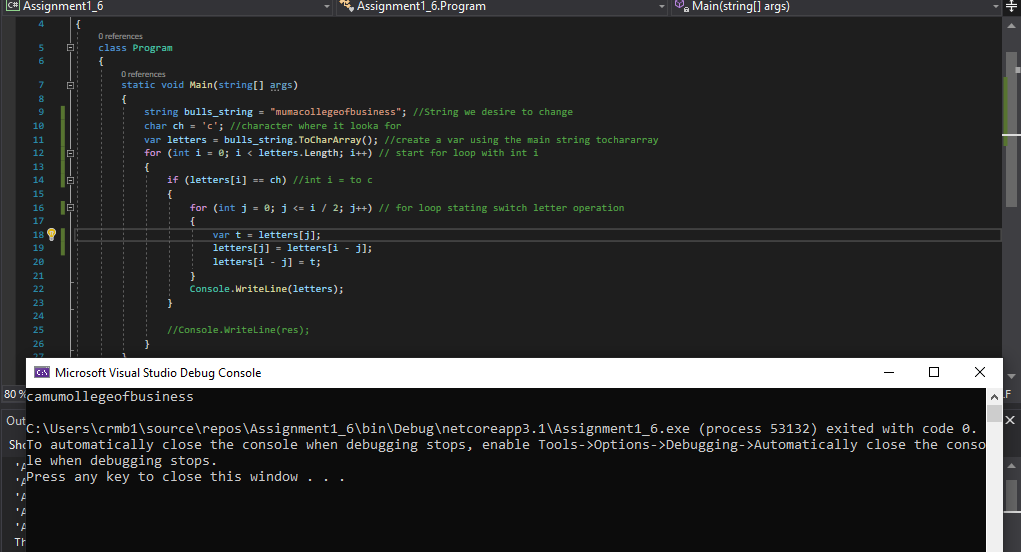 C# Assignment1_6 Assignment1_6.Program Main(string[] args)
4 {
0 references
5 class Program
6 {
0 references
7 static void Main(string[] args)
8 {
9 string bulls_string = "mumacollegeofbusiness"; //String we desire to change
10 char ch = 'c'; //character where it looka for
11 var letters = bulls_string.ToCharArray(); //create a var using the main string tochararray
12 for (int i = 0; i < letters.Length; i++) // start for loop with int i
13 {
14 if (letters[i] == ch) //int i = to c
15 {
16 for (int j = 0; j <= i / 2; j++) // for loop stating switch letter operation
17 {
18 var t = letters[j];
19 letters[j] = letters[i - j];
20 letters[i - j] = t;
21 }
22 Console.WriteLine(letters);
23 }
24
25 //Console.WriteLine(res);
26 }
27 }
80 %
Microsoft Visual Studio Debug Console
camumollegeofbusiness
C:\Users\crmb1\source\repos\Assignment1_6\bin\Debug\netcoreapp3.1\Assignment1_6.exe (process 53132) exited with code 0.
To automatically close the console when debugging stops, enable Tools->Options->Debugging->Automatically close the conso
le when debugging stops.
Press any key to close this window . . .
Out
Sho
'A
'A
'A
'A
'A
Th